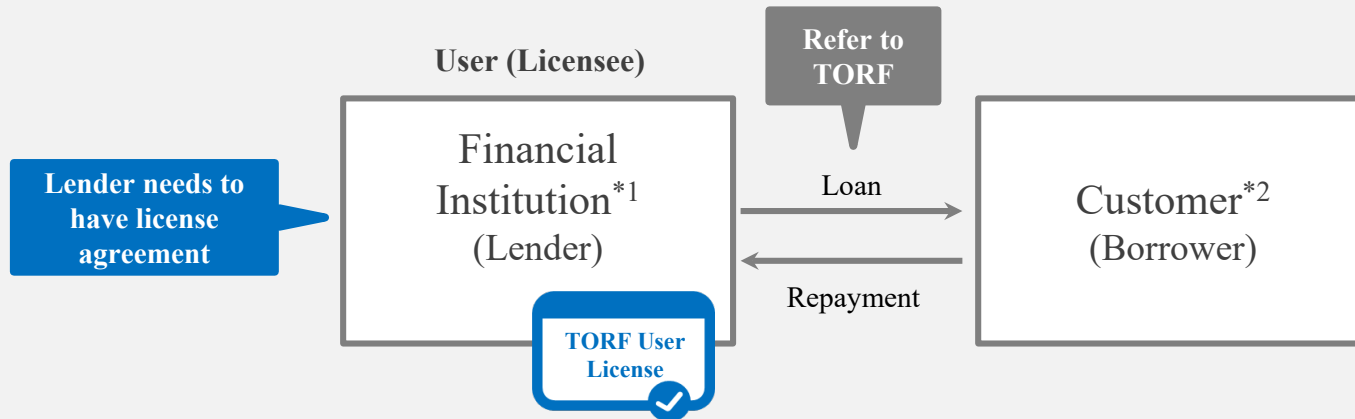 User (Licensee)
Refer to
TORF
Lender needs to
have license
agreement
Financial
Institution*1
(Lender)
TORF User
License
Loan
Repayment
Customer*2
(Borrower)